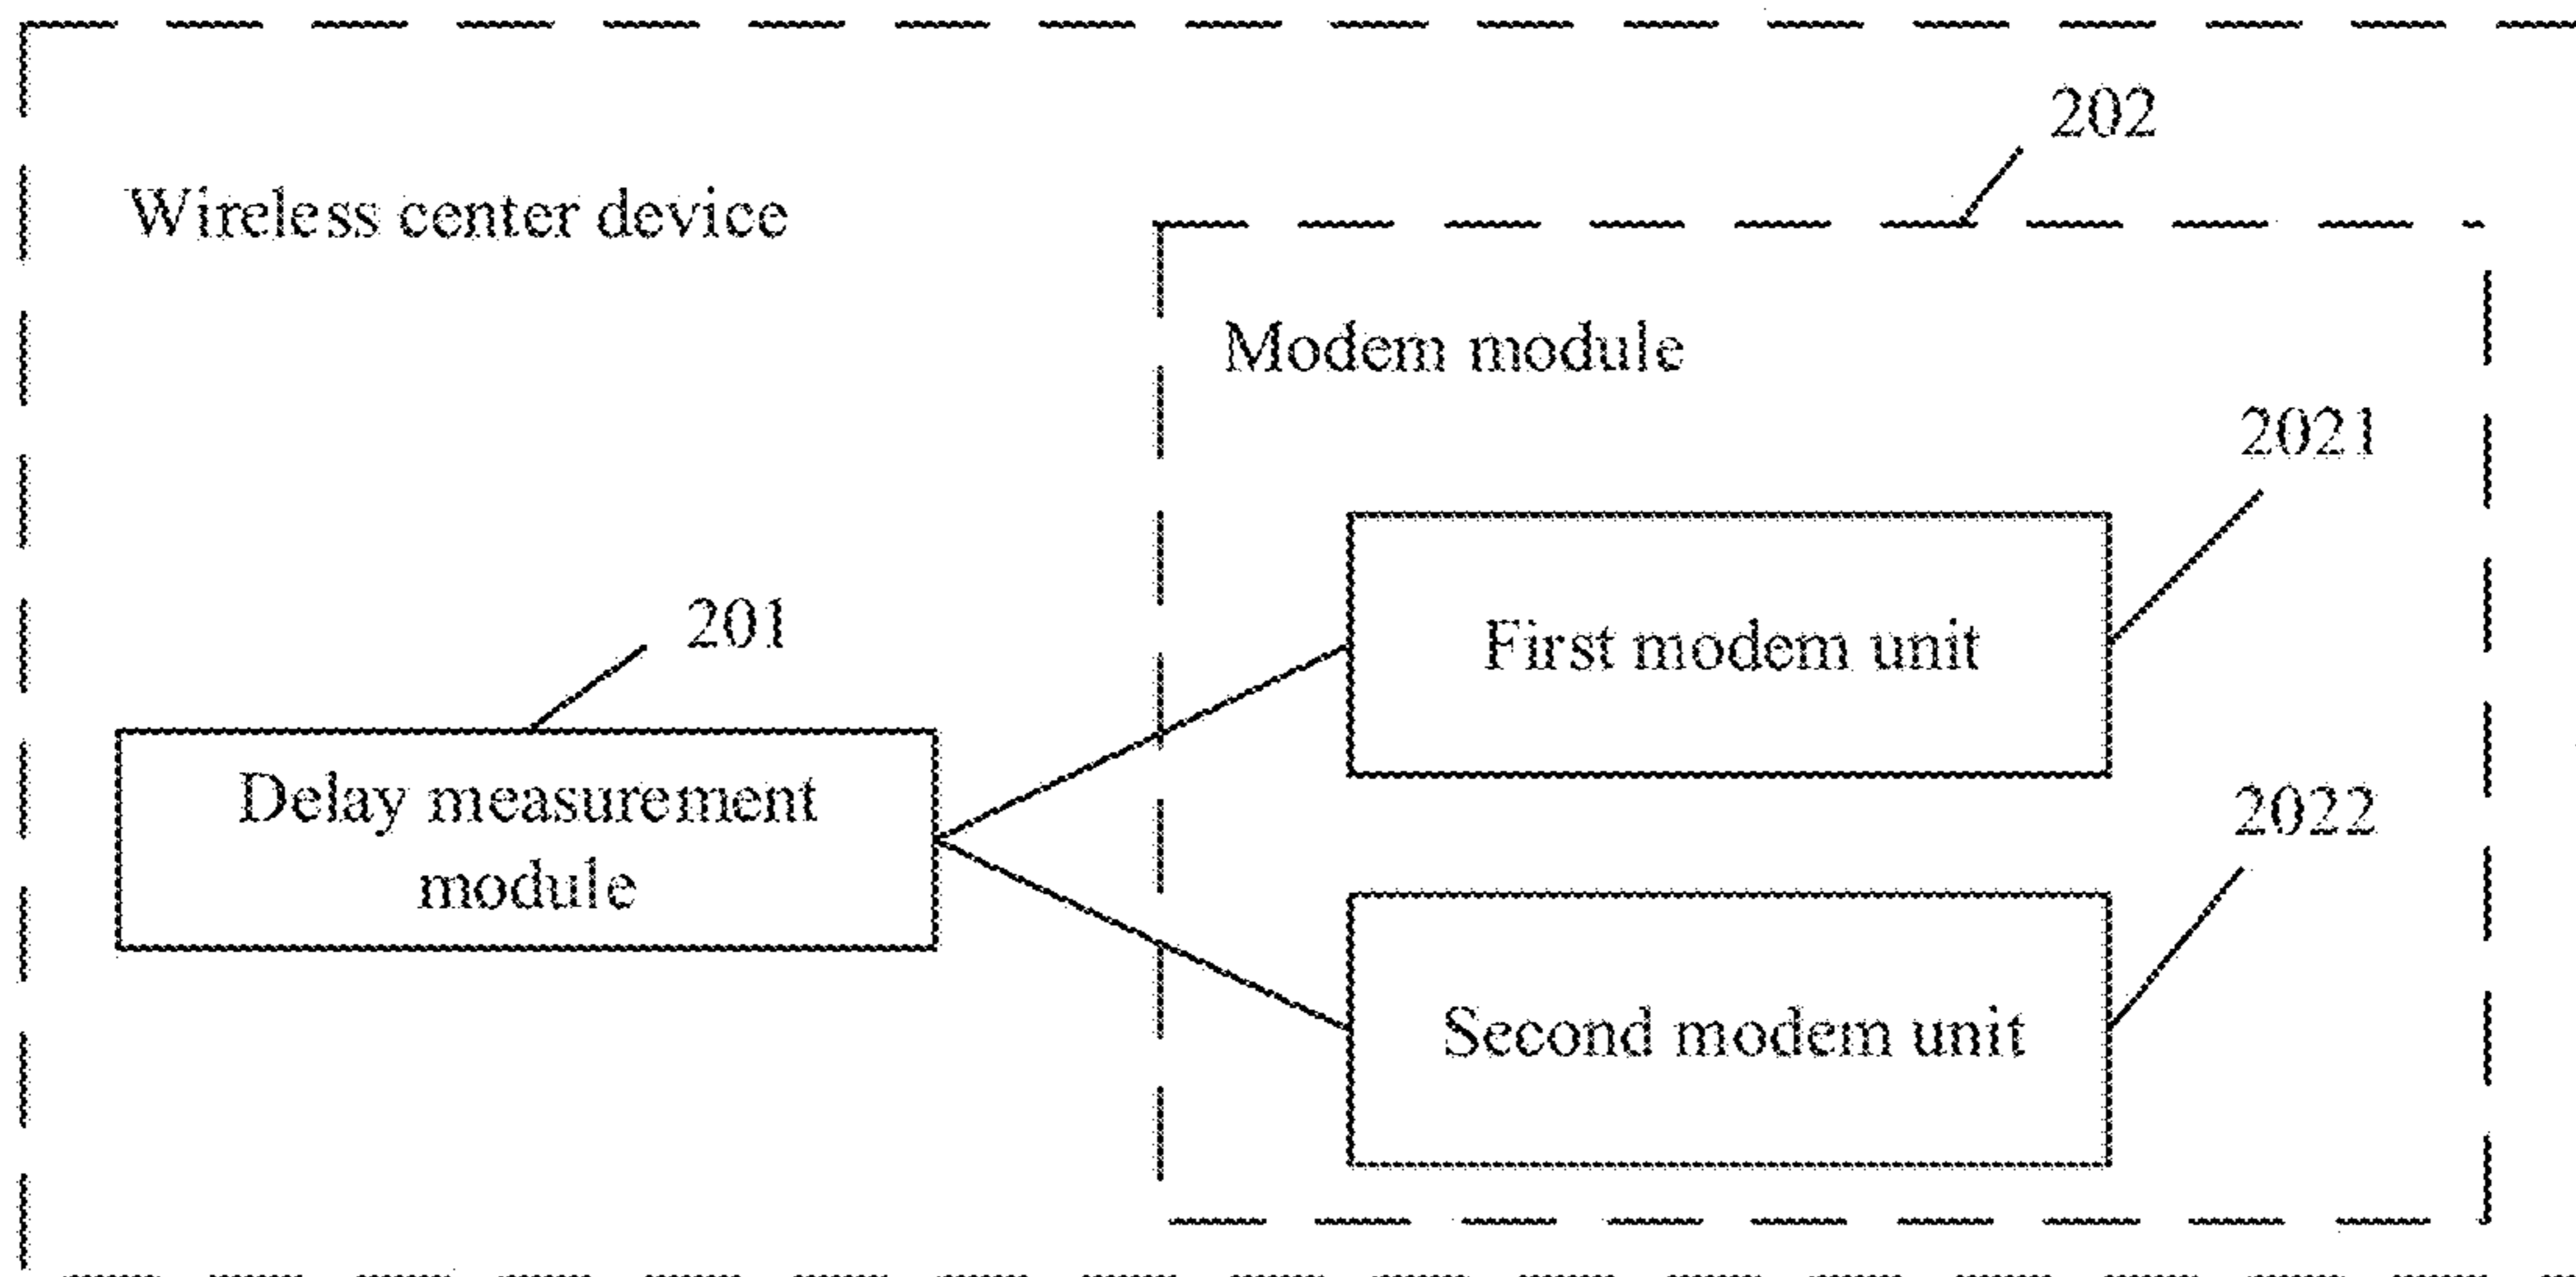 202
Wireless center device
Modem module
2021
First modem unit
201
Delay measurement
module
2022
Second modem unit